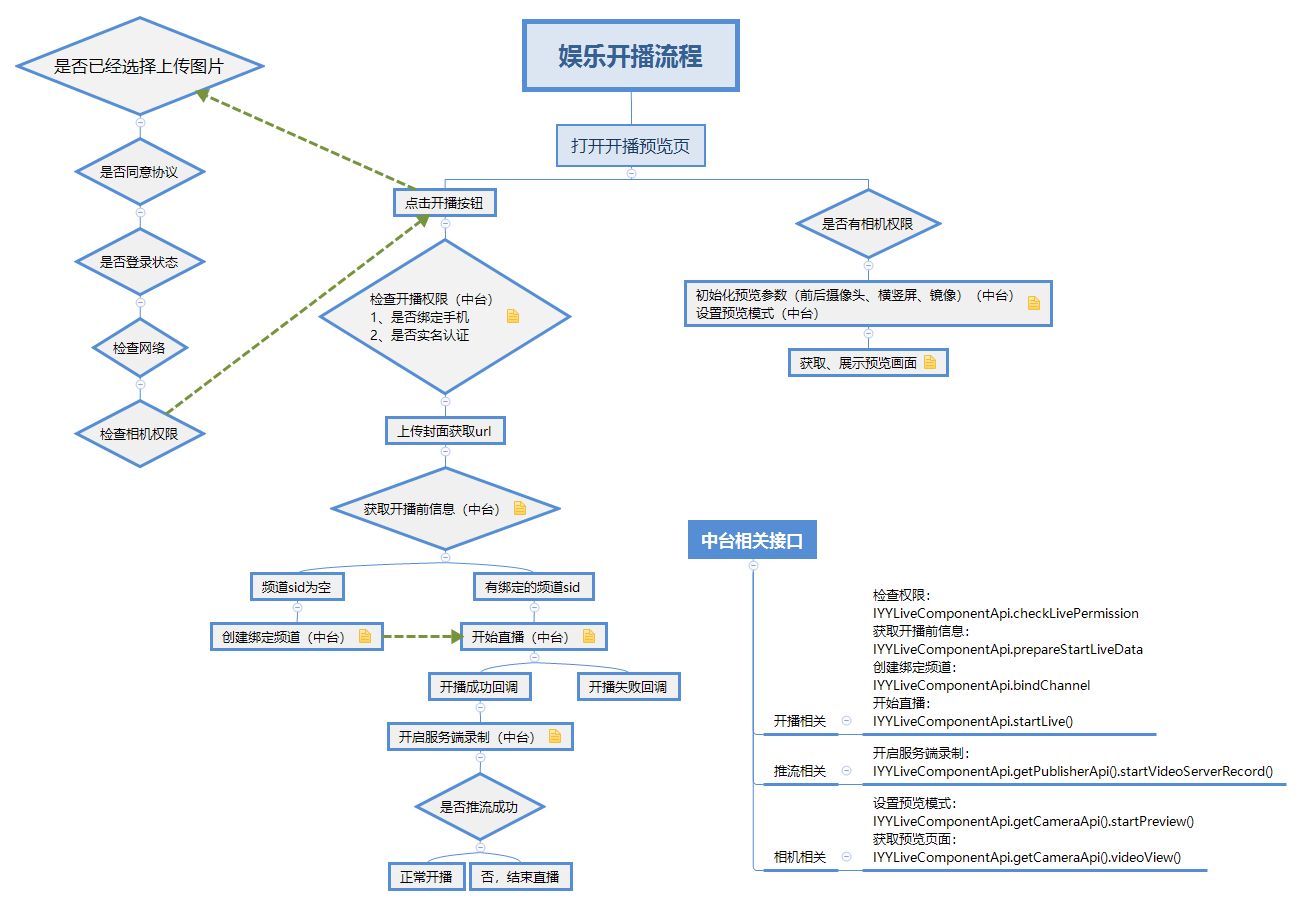 娱乐开播流程
打开开播预览页
是否已经选择上传图片
是否同意协议
是否登录状态
检查网络
检查相机权限
点击开播按钮
检查开播权限（中台）
1、是否绑定手机
2、是否实名认证
上传封面获取url
获取开播前信息（中台）
频道sid为空
有绑定的频道sid
创建绑定频道（中台）
开始直播（中台）
开播成功回调
开播失败回调
开启服务端录制（中台）
是否推流成功
正常开播
否，结束直播
是否有相机权限
初始化预览参数（前后摄像头、横竖屏、镜像）（中台）
设置预览模式（中台）
获取、展示预览画面
中台相关接口
开播相关
检查权限：
IYYLiveComponentApi.checkLivePermission
获取开播前信息：
IYYLiveComponentApi.prepareStartLiveData
创建绑定频道：
IYYLiveComponentApi.bindChannel
开始直播：
IYYLiveComponentApi.startLive()
推流相关
开启服务端录制：
IYYLiveComponentApi.getPublisherApi().startVideoServerRecord()
相机相关
设置预览模式：
IYYLiveComponentApi.getCameraApi().startPreview()
获取预览页面：
IYYLiveComponentApi.getCameraApi().videoView()